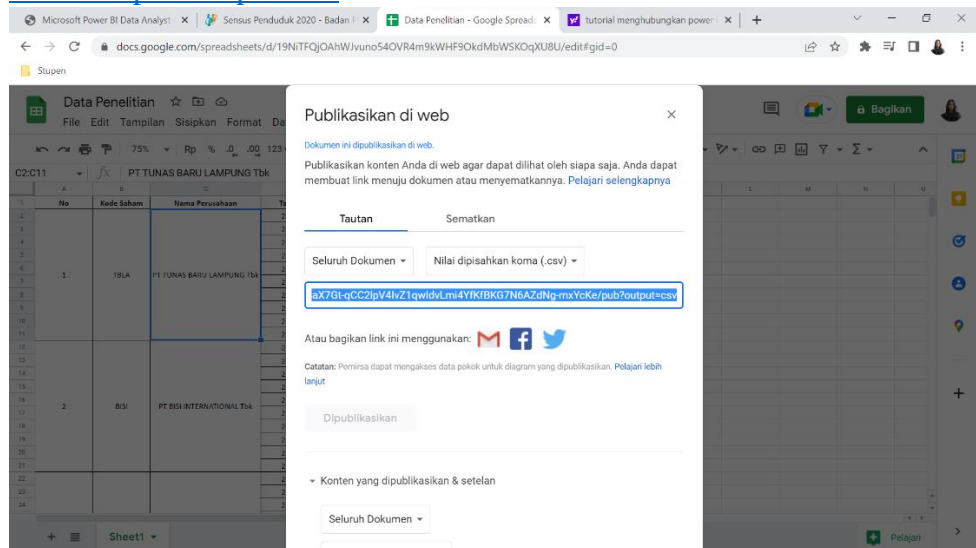 Microsoft Power BI Data Analyst
Sensus Penduduk 2020 - Badan
Data Penelitian - Google Spreads
tutorial menghubungkan power
docs.google.com/spreadsheets/d/19NiTFQjOAhWJvuno54OVR4m9kWHF9OkdMbWSKOqXU8U/edit#gid=0
Stupen
Data Penelitian
File Edit Tampilan Sisipkan Format Da
Bagikan
75% Rp % .0 .00 123
C2:C11 fx PT TUNAS BARU LAMPUNG Tbk
No Kode Saham Nama Perusahaan
1 TBLA PT TUNAS BARU LAMPUNG Tbk
2 BISI PT BISI INTERNATIONAL Tbk
Publikasikan di web
Dokumen ini dipublikasikan di web.
Publikasikan konten Anda di web agar dapat dilihat oleh siapa saja. Anda dapat
membuat link menuju dokumen atau menyematkannya. Pelajari selengkapnya
Tautan Sematkan
Seluruh Dokumen Nilai dipisahkan koma (.csv)
aX7Gt-qCC2lpV4lvZ1qwldvLmi4YfKfBKG7N6AZdNg-mxYcKe/pub?output=csv
Atau bagikan link ini menggunakan:
Catatan: Pemirsa dapat mengakses data pokok untuk diagram yang dipublikasikan. Pelajari lebih
lanjut
Dipublikasikan
Konten yang dipublikasikan & setelan
Seluruh Dokumen
Sheet1
Pelajari